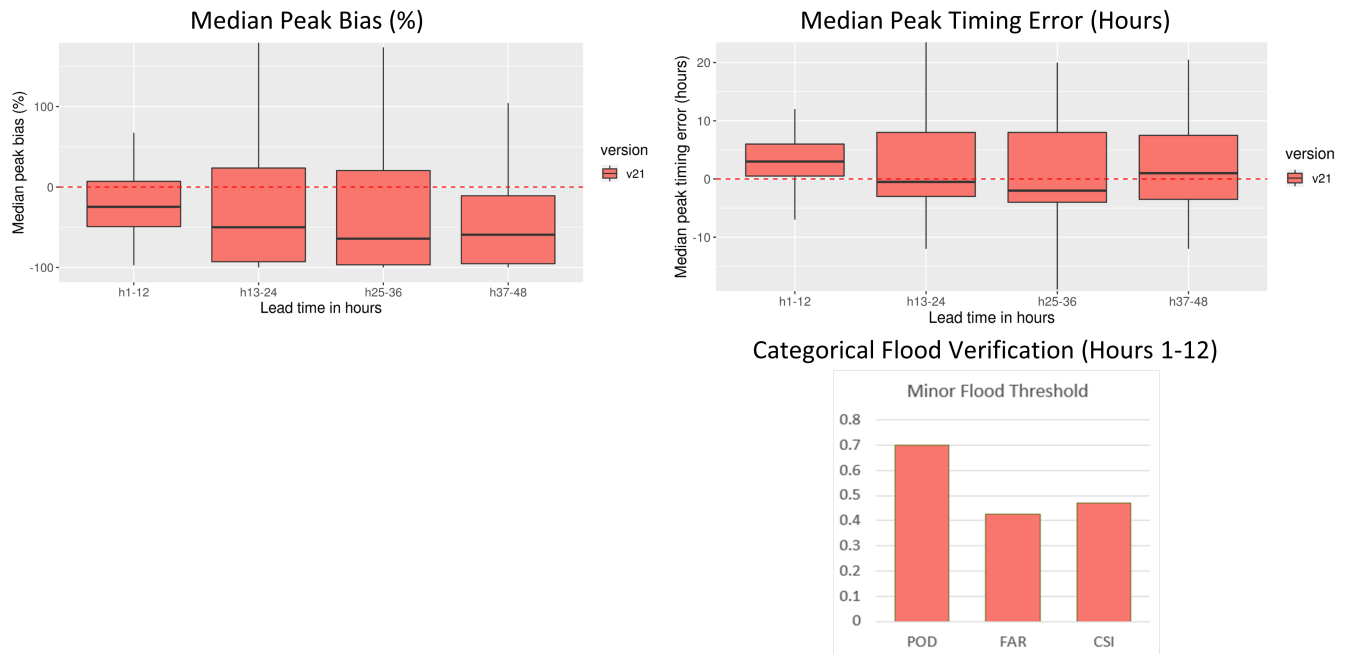 Median Peak Bias (%)
Median peak bias (%)
100
0
-100
h1-12 h13-24 h25-36 h37-48
Lead time in hours
version
v21
Median Peak Timing Error (Hours)
Median peak timing error (hours)
20
10
0
-10
h1-12 h13-24 h25-36 h37-48
Lead time in hours
version
v21
Categorical Flood Verification (Hours 1-12)
Minor Flood Threshold
0.8
0.7
0.6
0.5
0.4
0.3
0.2
0.1
0
POD FAR CSI